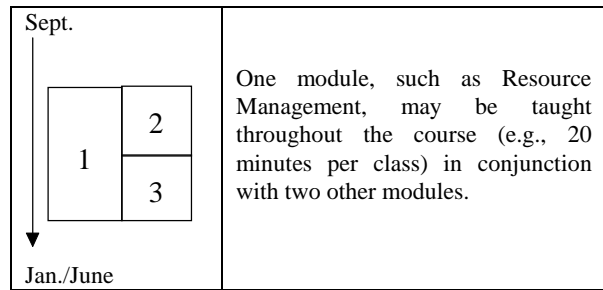 Sept.
1
2
3
Jan./June
One module, such as Resource
Management, may be taught
throughout the course (e.g., 20
minutes per class) in conjunction
with two other modules.